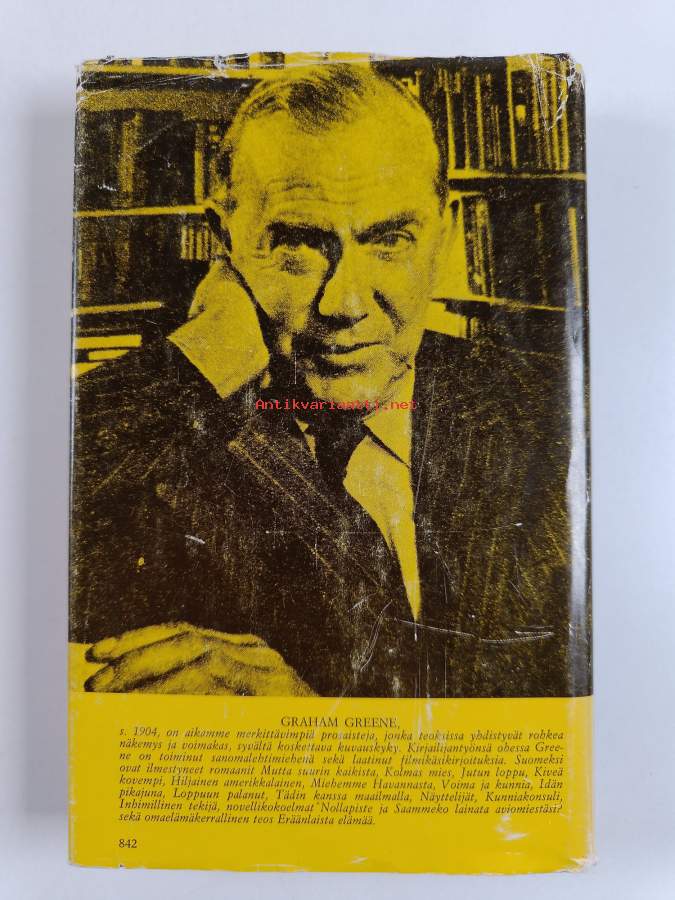 Antikvariaatti.net
GRAHAM GREENE,
s. 1904, on aikamme merkittävimpiä prosaisteja, jonka teoksissa yhdistyvät rohkea
näkemys ja voimakas, syvältä koskettava kuvauskyky. Kirjailijantyönsä ohessa Gree-
ne on toiminut sanomalehtimiehenä sekä laatinut filmikäsikirjoituksia. Suomeksi
ovat ilmestyneet romaanit Mutta suurin kaikista, Kolmas mies, Jutun loppu, Kiveä
kovempi, Hiljainen amerikkalainen, Miehemme Havannasta, Voima ja kunnia, Idän
pikajuna, Loppuun palanut, Tädin kanssa maailmalla, Näyttelijät, Kunniakonsuli,
Inhimillinen tekijä, novellikokoelmat Nollapiste ja Saammeko lainata aviomiestäsi?
sekä omaelämäkerrallinen teos Eräänlaista elämää.
842